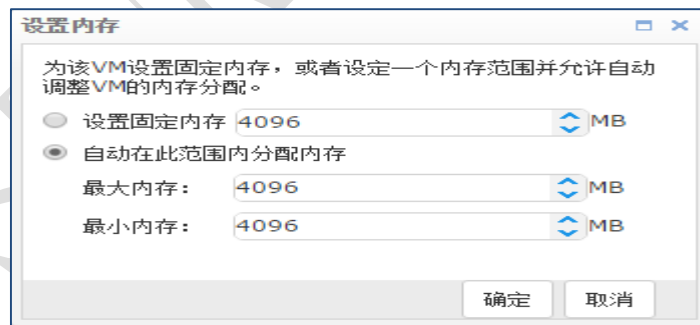 设置内存
为该VM设置固定内存，或者设定一个内存范围并允许自动
调整VM的内存分配。
设置固定内存 4096 MB
自动在此范围内分配内存
最大内存： 4096 MB
最小内存： 4096 MB
确定 取消